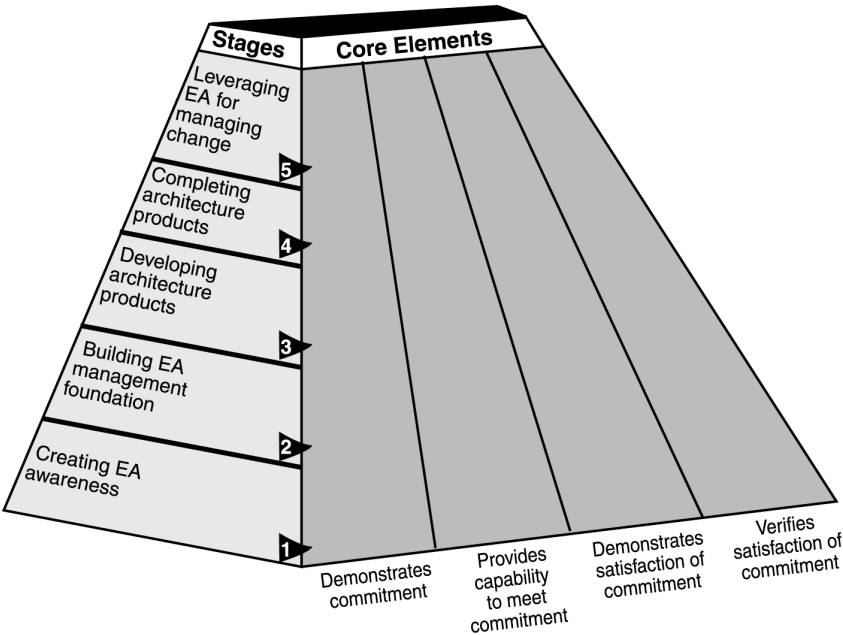 Stages
Core Elements
Leveraging
EA for
managing
change
5
Completing
architecture
products
4
Developing
architecture
products
3
Building EA
management
foundation
2
Creating EA
awareness
1
Demonstrates
commitment
Provides
capability
to meet
commitment
Demonstrates
satisfaction of
commitment
Verifies
satisfaction of
commitment